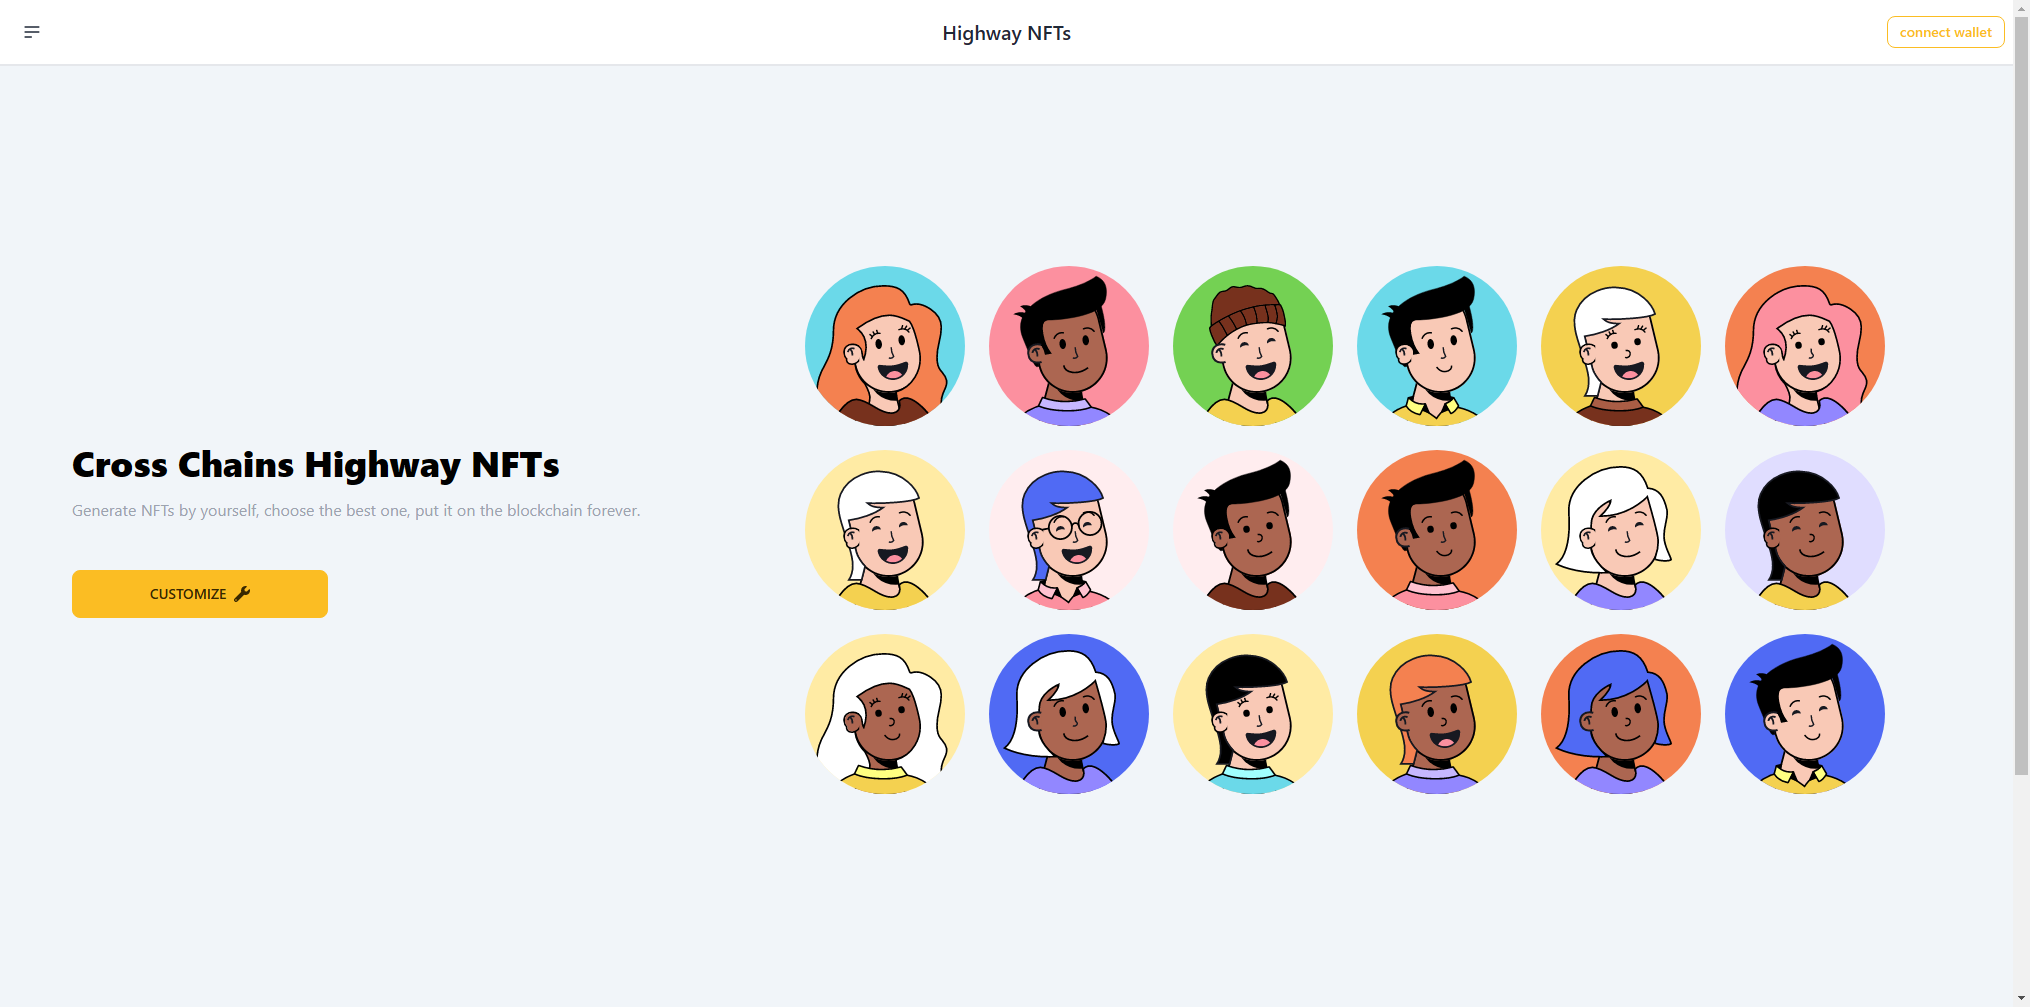 Highway NFTs
connect wallet
Cross Chains Highway NFTs
Generate NFTs by yourself, choose the best one, put it on the blockchain forever.
CUSTOMIZE